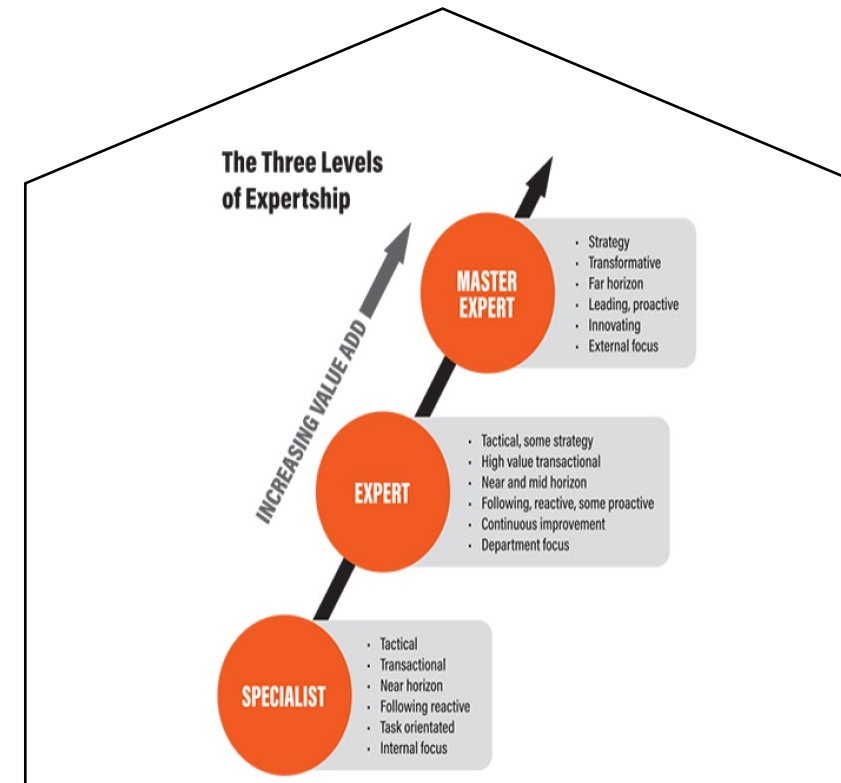 The Three Levels
of Expertship
INCREASING VALUE ADD
MASTER
EXPERT
• Strategy
• Transformative
• Far horizon
• Leading, proactive
• Innovating
• External focus
EXPERT
• Tactical, some strategy
• High value transactional
• Near and mid horizon
• Following, reactive, some proactive
• Continuous improvement
• Department focus
SPECIALIST
• Tactical
• Transactional
• Near horizon
• Following reactive
• Task orientated
• Internal focus